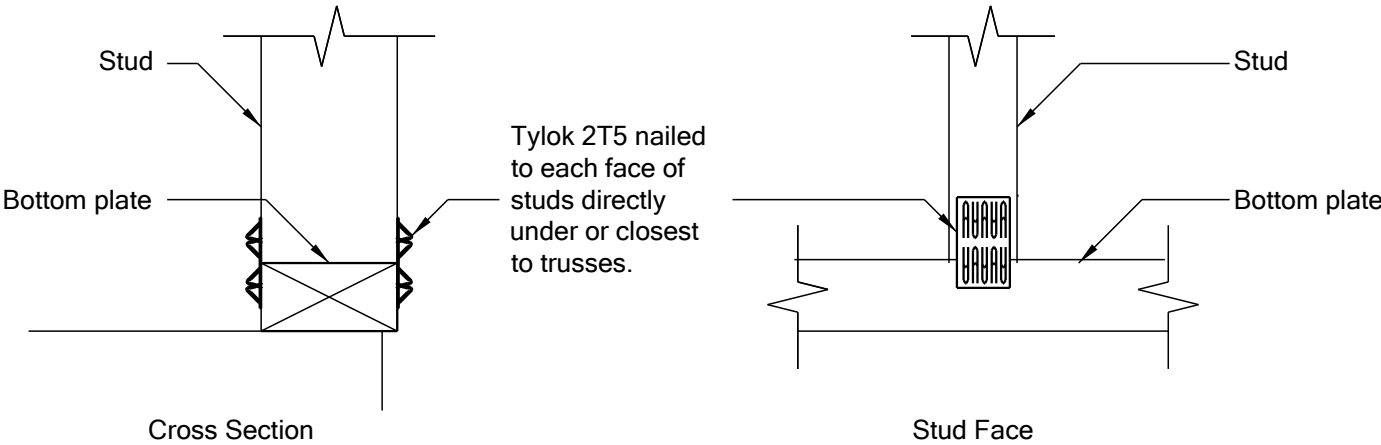 Stud
Bottom plate
Tylok 2T5 nailed
to each face of
studs directly
under or closest
to trusses.
Stud
Bottom plate
Cross Section
Stud Face